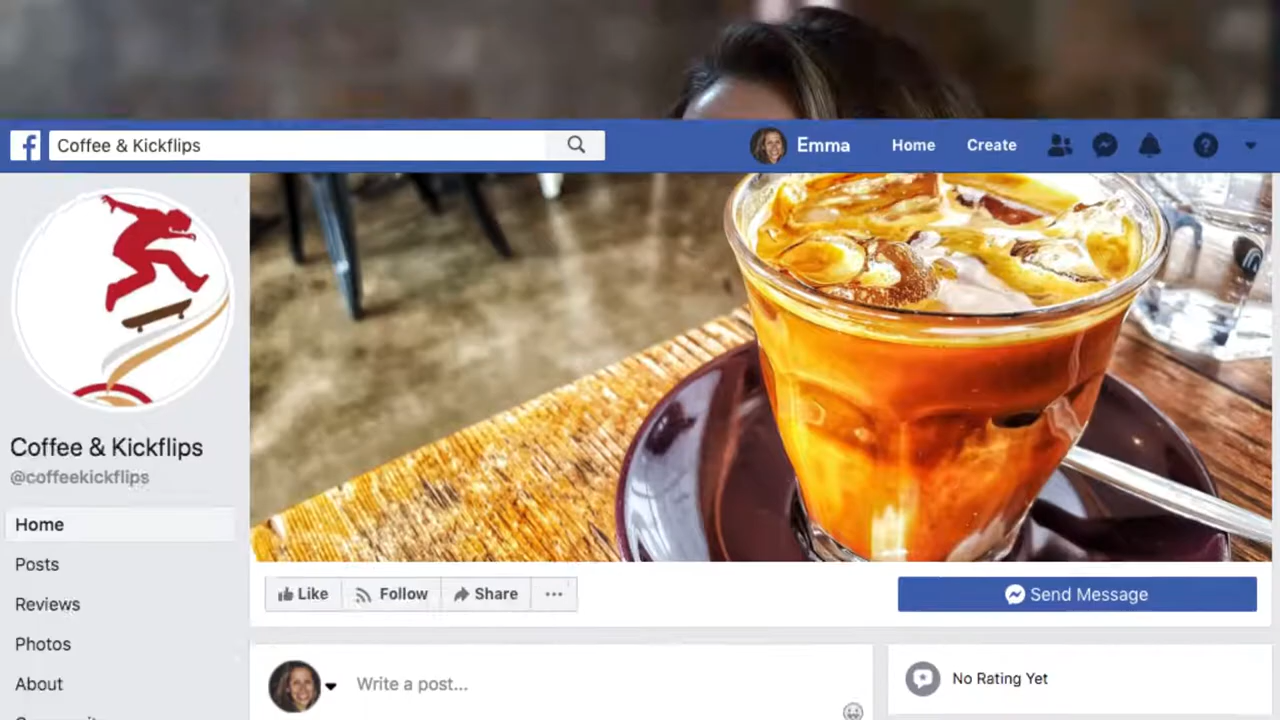 Coffee & Kickflips
Emma
Home
Create
Coffee & Kickflips
@coffeekickflips
Home
Posts
Reviews
Photos
About
Like
Follow
Share
Send Message
Write a post...
No Rating Yet